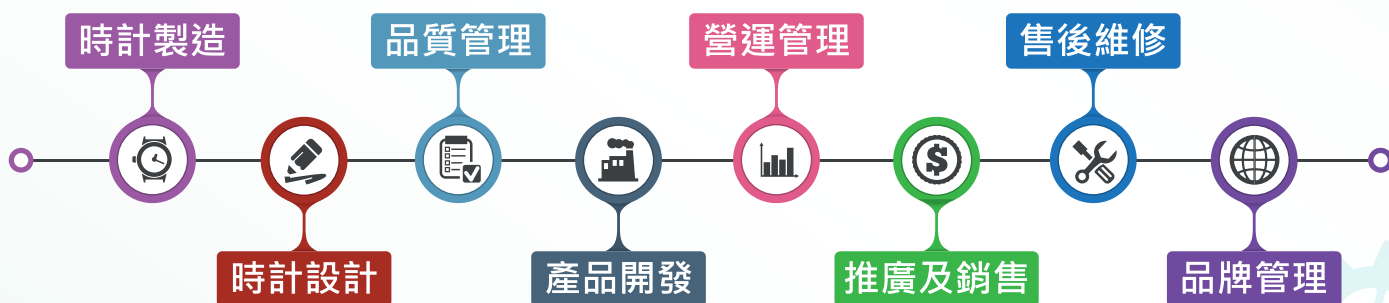 時計製造
品質管理
營運管理
售後維修
時計設計
產品開發
推廣及銷售
品牌管理